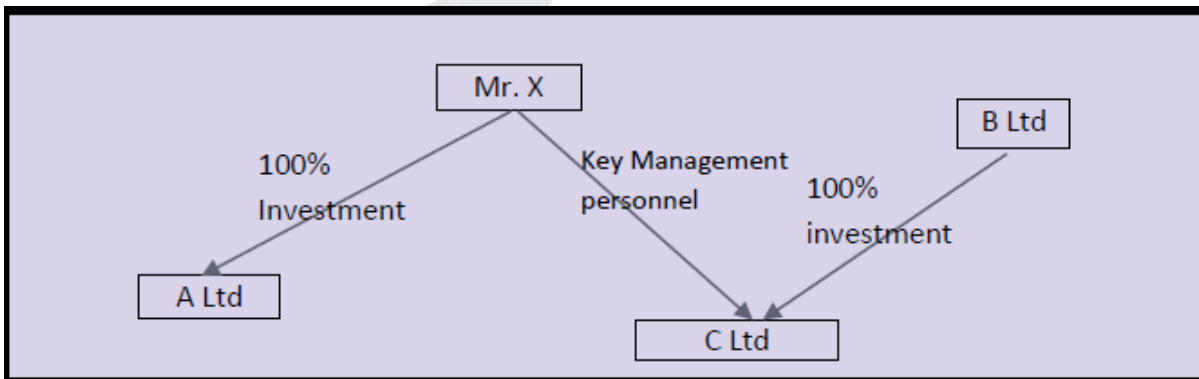 Mr. X
B Ltd
100%
Investment
Key Management
personnel
100%
investment
A Ltd
C Ltd